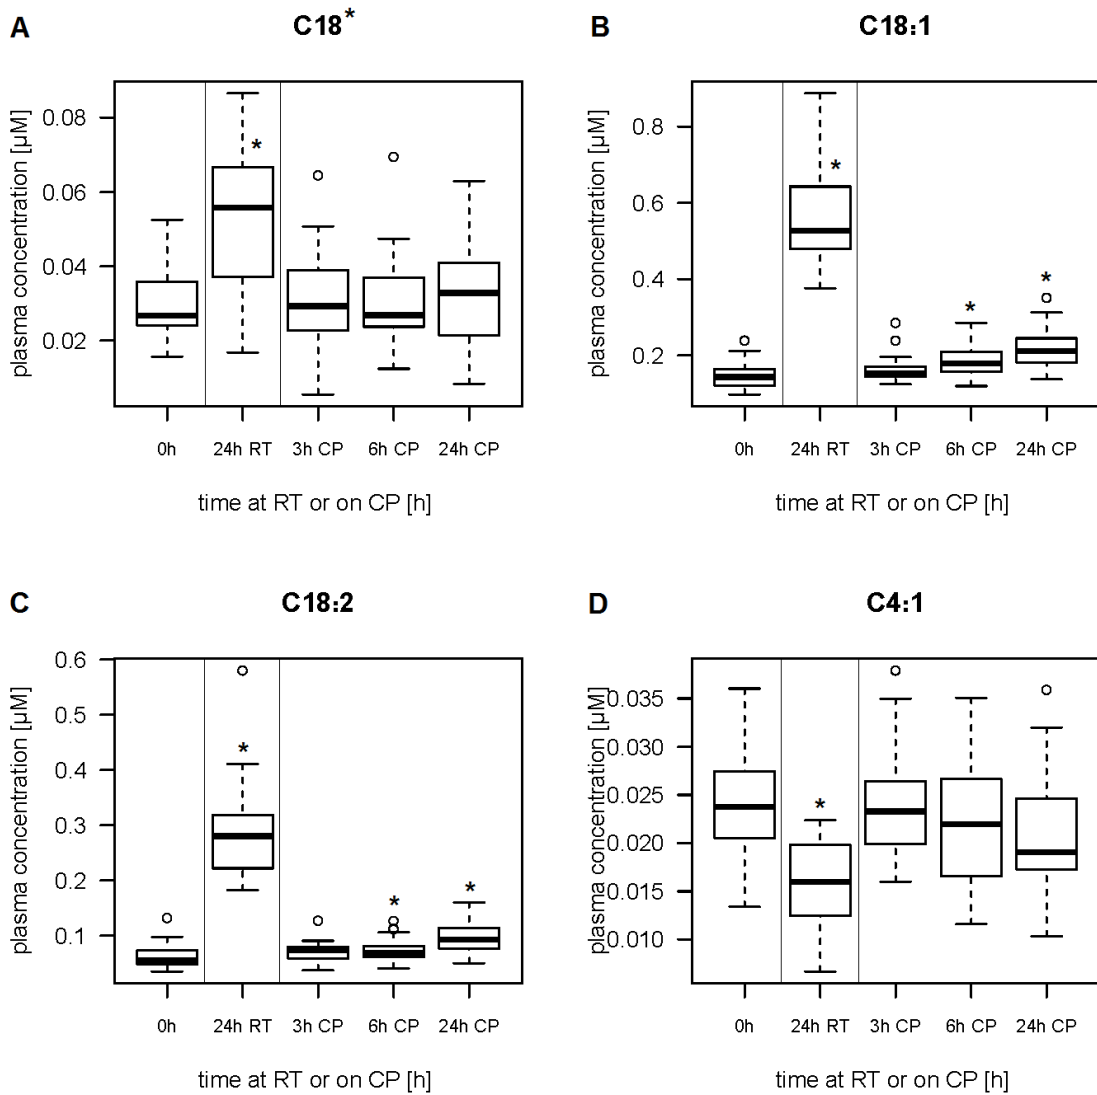 A
C18*
plasma concentration [µM]
0.08
0.06
0.04
0.02
*
0h
24h RT
3h CP
6h CP
24h CP
time at RT or on CP [h]
B
C18:1
plasma concentration [µM]
0.8
0.6
0.4
0.2
*
*
*
0h
24h RT
3h CP
6h CP
24h CP
time at RT or on CP [h]
C
C18:2
plasma concentration [µM]
0.6
0.5
0.4
0.3
0.2
0.1
*
*
*
0h
24h RT
3h CP
6h CP
24h CP
time at RT or on CP [h]
D
C4:1
plasma concentration [µM]
0.035
0.030
0.025
0.020
0.015
0.010
*
0h
24h RT
3h CP
6h CP
24h CP
time at RT or on CP [h]